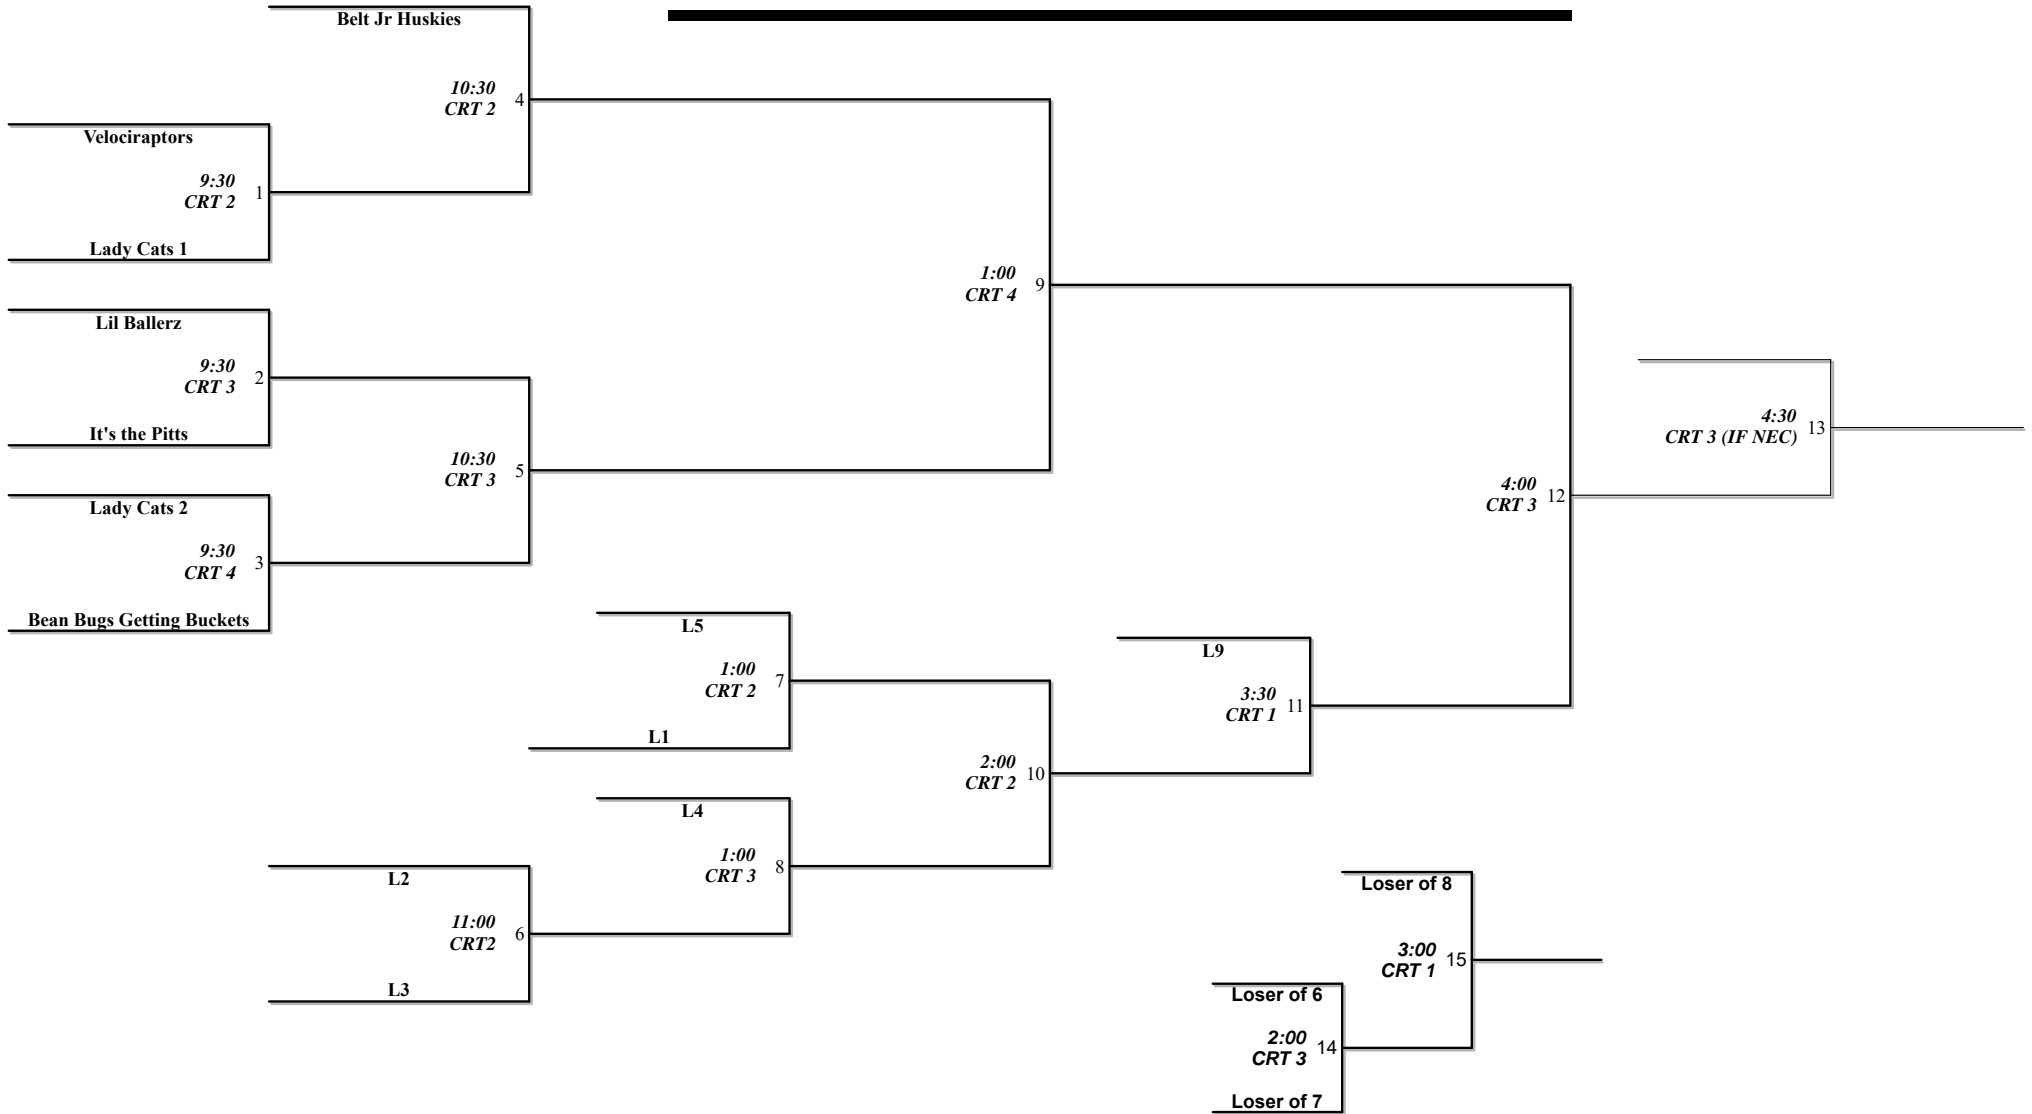 Belt Jr Huskies
10:30
CRT 2
4
Velociraptors
9:30
CRT 2
1
Lady Cats 1
Lil Ballerz
9:30
CRT 3
2
It's the Pitts
10:30
CRT 3
5
Lady Cats 2
9:30
CRT 4
3
Bean Bugs Getting Buckets
1:00
CRT 4
9
4:30
CRT 3 (IF NEC)
13
4:00
CRT 3
12
L5
1:00
CRT 2
7
L1
L9
3:30
CRT 1
11
2:00
CRT 2
10
L4
1:00
CRT 3
8
L2
11:00
CRT2
6
L3
Loser of 8
3:00
CRT 1
15
Loser of 6
2:00
CRT 3
14
Loser of 7